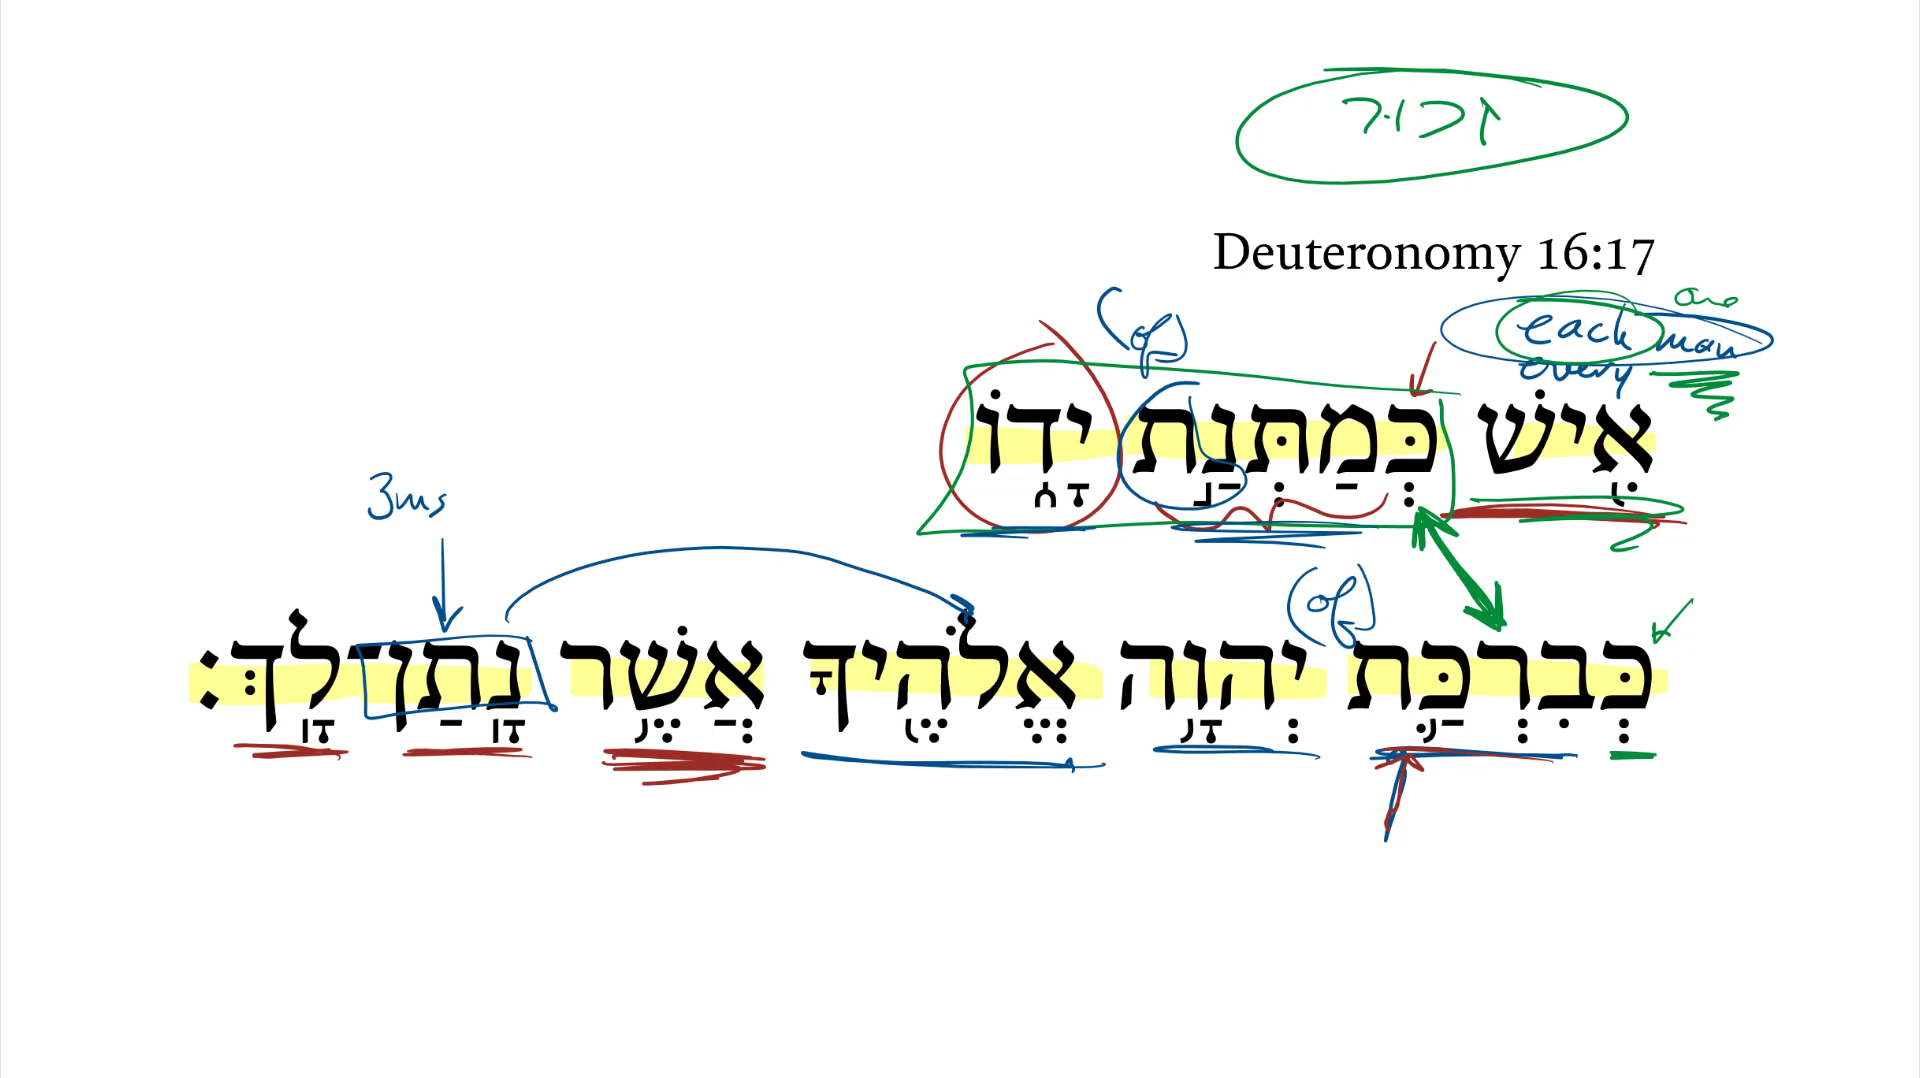 זכור
Deuteronomy 16:17
one
(of) each man
every
אִ֖ישׁ כְּמַתְּנַ֣ת יָד֑וֹ
3ms (of)
כְּבִרְכַּ֛ת יְהוָ֥ה אֱלֹהֶ֖יךָ אֲשֶׁ֥ר נָֽתַן־לָֽךְ׃